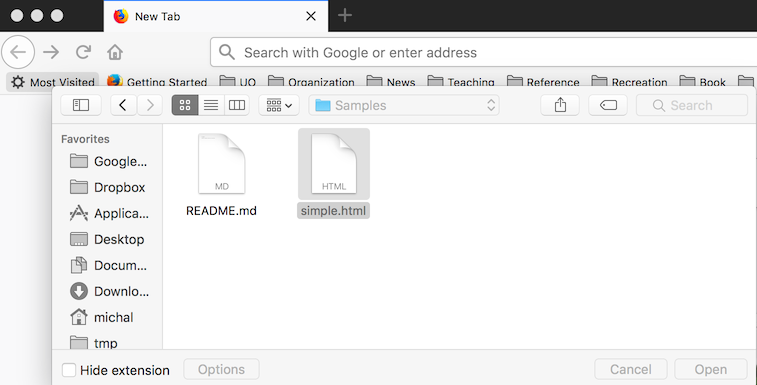 New Tab
Search with Google or enter address
Most Visited Getting Started UO Organization News Teaching Reference Recreation Book
Samples
Search
Favorites
Google...
Dropbox
Applica...
Desktop
Docum...
Downlo...
michal
tmp
MD
README.md
HTML
simple.html
Hide extension
Options
Cancel
Open